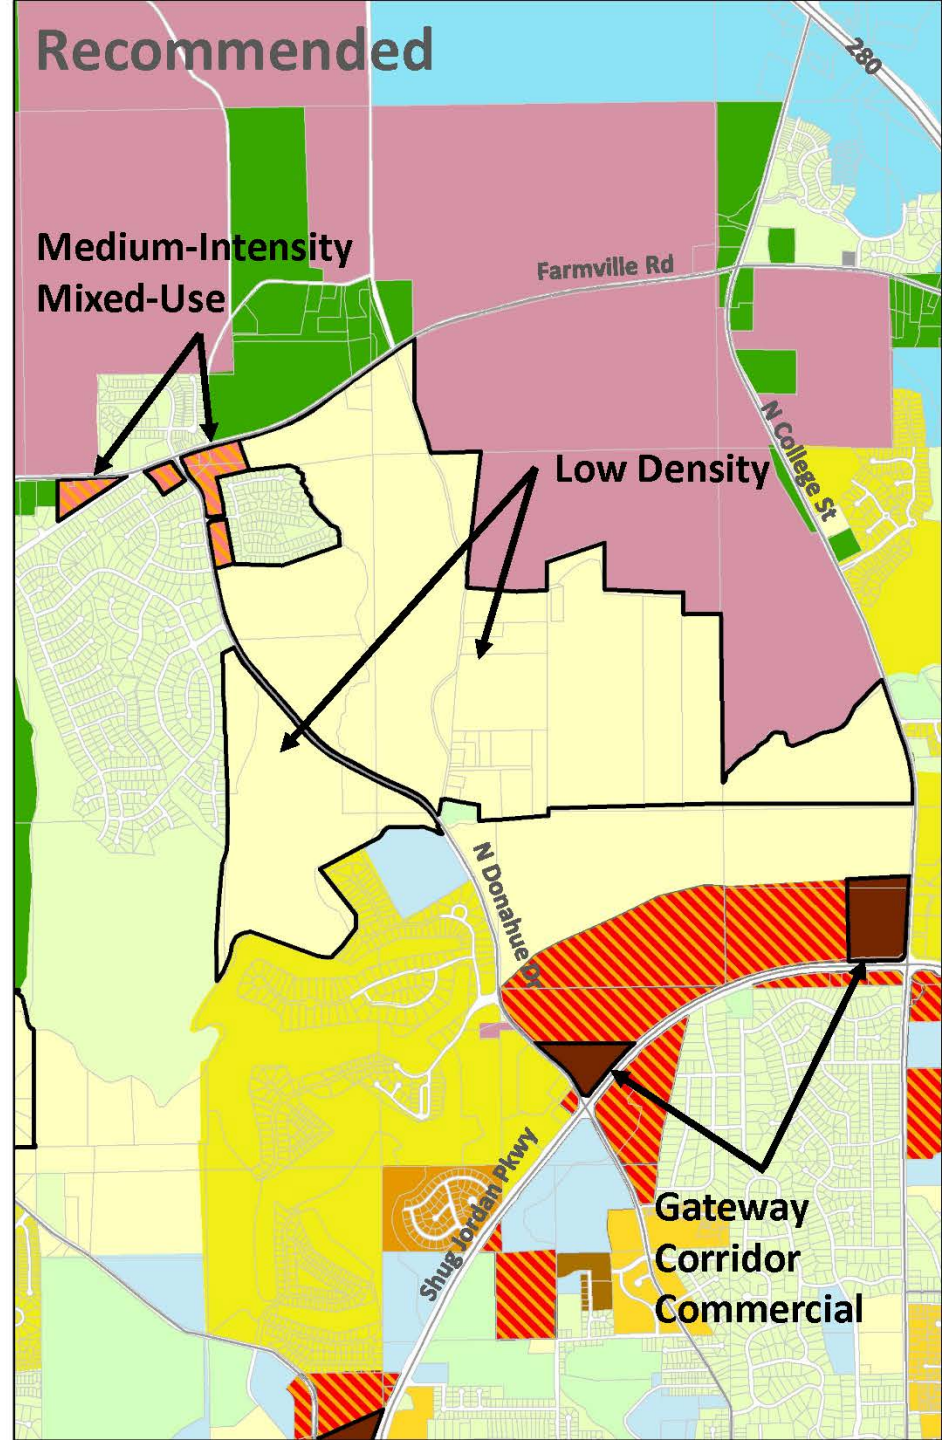 Recommended
280
Medium-Intensity
Mixed-Use
Farmville Rd
N College St
Low Density
N Donahue Dr
Shug Jordan Pkwy
Gateway
Corridor
Commercial